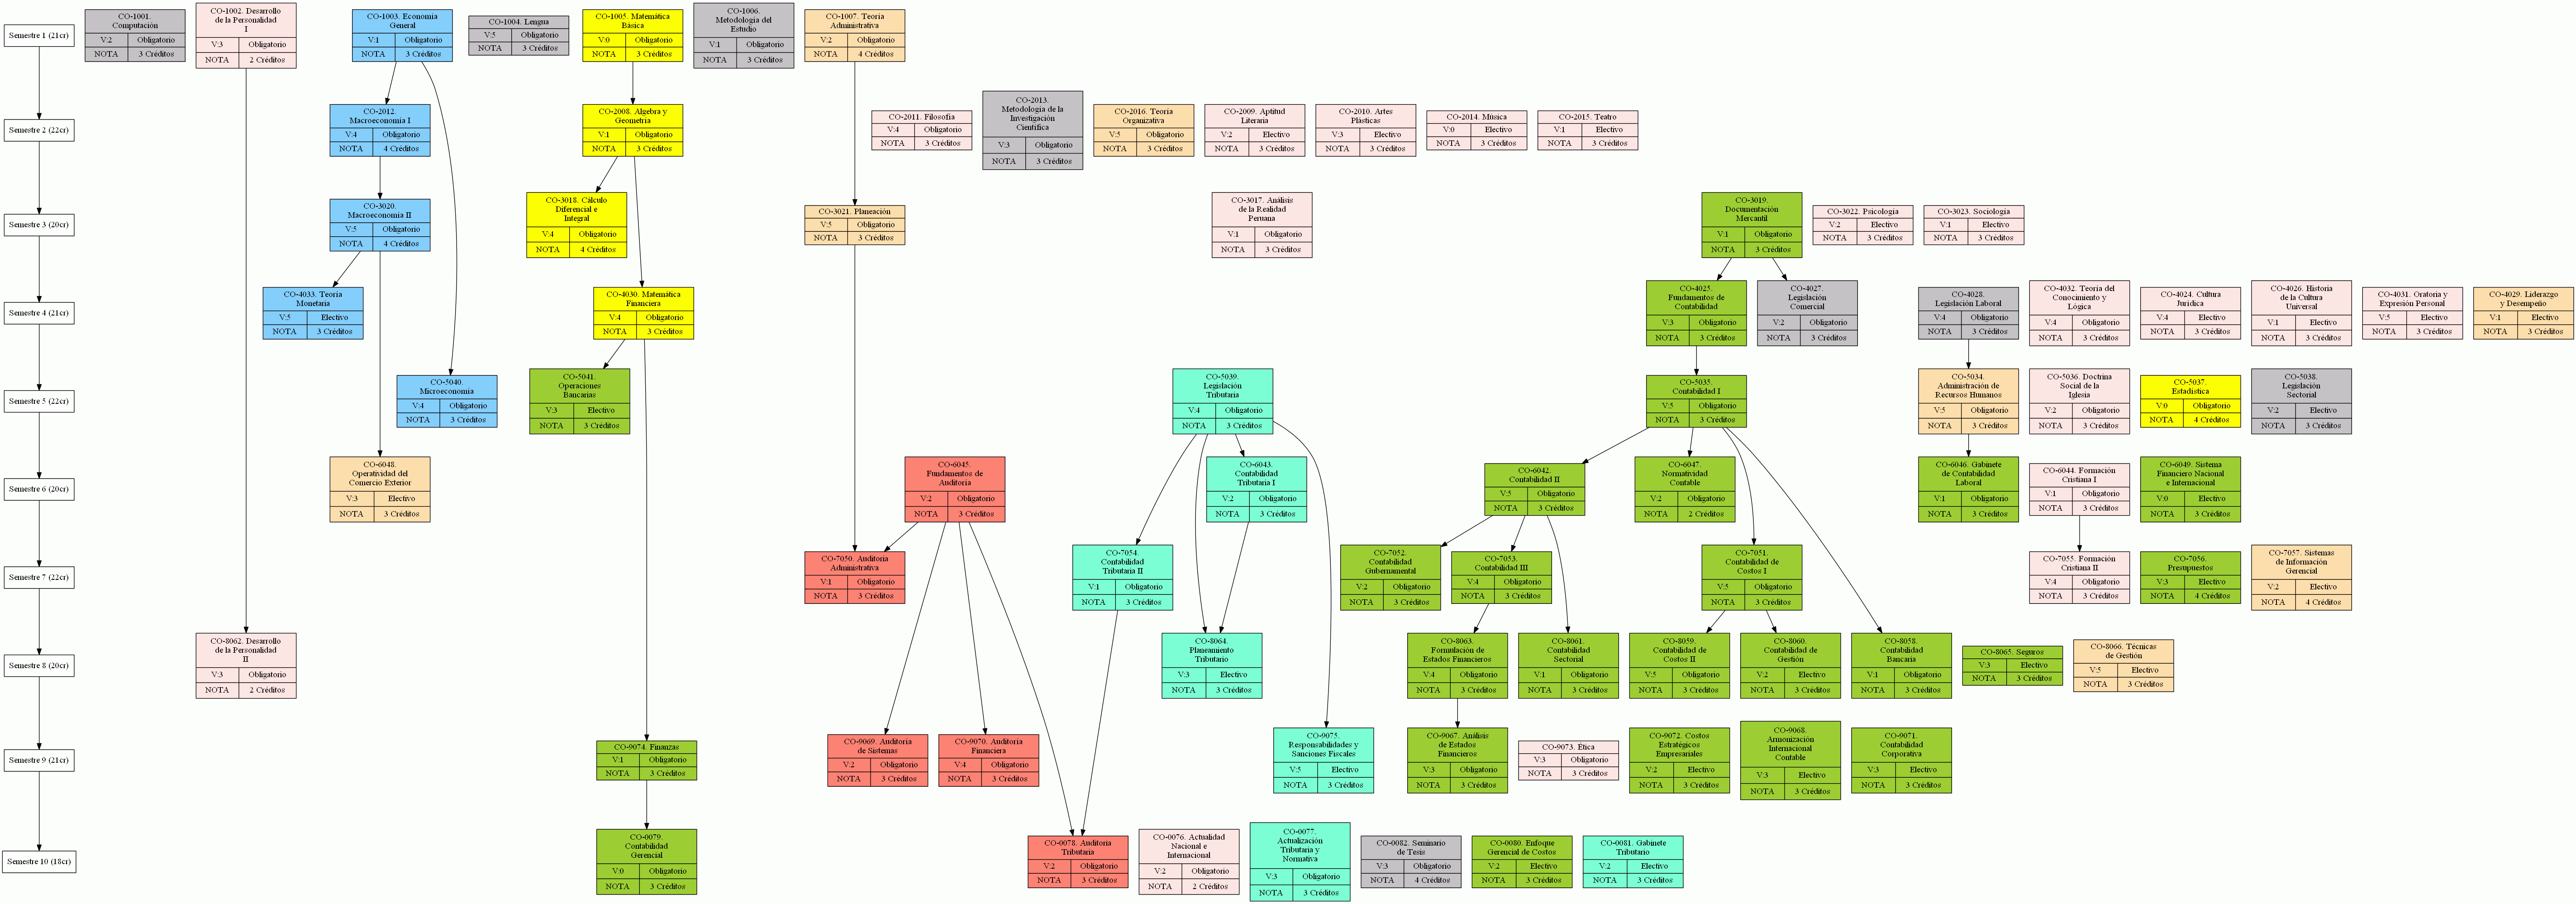 Semestre 1 (21cr)
CO-1001.
Computación
V:2 Obligatorio
NOTA 3 Créditos
CO-1002. Desarrollo
de la Personalidad
I
V:3 Obligatorio
NOTA 2 Créditos
CO-1003. Economía
General
V:1 Obligatorio
NOTA 3 Créditos
CO-1004. Lengua
V:5 Obligatorio
NOTA 3 Créditos
CO-1005. Matemática
Básica
V:0 Obligatorio
NOTA 3 Créditos
CO-1006.
Metodología del
Estudio
V:1 Obligatorio
NOTA 3 Créditos
CO-1007. Teoría
Administrativa
V:2 Obligatorio
NOTA 4 Créditos
Semestre 2 (22cr)
CO-2012.
Macroeconomía I
V:4 Obligatorio
NOTA 4 Créditos
CO-2008. Algebra y
Geometría
V:1 Obligatorio
NOTA 3 Créditos
CO-2011. Filosofía
V:4 Obligatorio
NOTA 3 Créditos
CO-2013.
Metodología de la
Investigación
Científica
V:3 Obligatorio
NOTA 3 Créditos
CO-2016. Teoría
Organizativa
V:5 Obligatorio
NOTA 3 Créditos
CO-2009. Aptitud
Literaria
V:2 Electivo
NOTA 3 Créditos
CO-2010. Artes
Plásticas
V:3 Electivo
NOTA 3 Créditos
CO-2014. Música
V:0 Electivo
NOTA 3 Créditos
CO-2015. Teatro
V:1 Electivo
NOTA 3 Créditos
Semestre 3 (20cr)
CO-3020.
Macroeconomía II
V:5 Obligatorio
NOTA 4 Créditos
CO-3018. Cálculo
Diferencial e
Integral
V:4 Obligatorio
NOTA 4 Créditos
CO-3021. Planeación
V:5 Obligatorio
NOTA 3 Créditos
CO-3017. Análisis
de la Realidad
Peruana
V:1 Obligatorio
NOTA 3 Créditos
CO-3019.
Documentación
Mercantil
V:1 Obligatorio
NOTA 3 Créditos
CO-3022. Psicología
V:2 Electivo
NOTA 3 Créditos
CO-3023. Sociología
V:1 Electivo
NOTA 3 Créditos
Semestre 4 (21cr)
CO-4033. Teoría
Monetaria
V:5 Electivo
NOTA 3 Créditos
CO-4030. Matemática
Financiera
V:4 Obligatorio
NOTA 3 Créditos
CO-4025.
Fundamentos de
Contabilidad
V:3 Obligatorio
NOTA 3 Créditos
CO-4027.
Legislación
Comercial
V:2 Obligatorio
NOTA 3 Créditos
CO-4028.
Legislación Laboral
V:4 Obligatorio
NOTA 3 Créditos
CO-4032. Teoría del
Conocimiento y
Lógica
V:4 Obligatorio
NOTA 3 Créditos
CO-4024. Cultura
Jurídica
V:4 Electivo
NOTA 3 Créditos
CO-4026. Historia
de la Cultura
Universal
V:1 Electivo
NOTA 3 Créditos
CO-4031. Oratoria y
Expresión Personal
V:5 Electivo
NOTA 3 Créditos
CO-4029. Liderazgo
y Desempeño
V:1 Electivo
NOTA 3 Créditos
Semestre 5 (22cr)
CO-5040.
Microeconomía
V:4 Obligatorio
NOTA 3 Créditos
CO-5041.
Operaciones
Bancarias
V:3 Electivo
NOTA 3 Créditos
CO-5039.
Legislación
Tributaria
V:4 Obligatorio
NOTA 3 Créditos
CO-5035.
Contabilidad I
V:5 Obligatorio
NOTA 3 Créditos
CO-5034.
Administración de
Recursos Humanos
V:5 Obligatorio
NOTA 3 Créditos
CO-5036. Doctrina
Social de la
Iglesia
V:2 Obligatorio
NOTA 3 Créditos
CO-5037.
Estadística
V:0 Obligatorio
NOTA 4 Créditos
CO-5038.
Legislación
Sectorial
V:2 Electivo
NOTA 3 Créditos
Semestre 6 (20cr)
CO-6048.
Operatividad del
Comercio Exterior
V:3 Electivo
NOTA 3 Créditos
CO-6045.
Fundamentos de
Auditoría
V:2 Obligatorio
NOTA 3 Créditos
CO-6043.
Contabilidad
Tributaria I
V:2 Obligatorio
NOTA 3 Créditos
CO-6042.
Contabilidad II
V:5 Obligatorio
NOTA 3 Créditos
CO-6047.
Normatividad
Contable
V:2 Obligatorio
NOTA 2 Créditos
CO-6046. Gabinete
de Contabilidad
Laboral
V:1 Obligatorio
NOTA 3 Créditos
CO-6044. Formación
Cristiana I
V:1 Obligatorio
NOTA 3 Créditos
CO-6049. Sistema
Financiero Nacional
e Internacional
V:0 Electivo
NOTA 3 Créditos
Semestre 7 (22cr)
CO-7050. Auditoría
Administrativa
V:1 Obligatorio
NOTA 3 Créditos
CO-7054.
Contabilidad
Tributaria II
V:1 Obligatorio
NOTA 3 Créditos
CO-7052.
Contabilidad
Gubernamental
V:2 Obligatorio
NOTA 3 Créditos
CO-7053.
Contabilidad III
V:4 Obligatorio
NOTA 3 Créditos
CO-7051.
Contabilidad de
Costos I
V:5 Obligatorio
NOTA 3 Créditos
CO-7055. Formación
Cristiana II
V:4 Obligatorio
NOTA 3 Créditos
CO-7056.
Presupuestos
V:3 Electivo
NOTA 4 Créditos
CO-7057. Sistemas
de Información
Gerencial
V:2 Electivo
NOTA 4 Créditos
Semestre 8 (20cr)
CO-8062. Desarrollo
de la Personalidad
II
V:3 Obligatorio
NOTA 2 Créditos
CO-8064.
Planeamiento
Tributario
V:3 Electivo
NOTA 3 Créditos
CO-8063.
Formulación de
Estados Financieros
V:4 Obligatorio
NOTA 3 Créditos
CO-8061.
Contabilidad
Sectorial
V:1 Obligatorio
NOTA 3 Créditos
CO-8059.
Contabilidad de
Costos II
V:5 Obligatorio
NOTA 3 Créditos
CO-8060.
Contabilidad de
Gestión
V:2 Electivo
NOTA 3 Créditos
CO-8058.
Contabilidad
Bancaria
V:1 Obligatorio
NOTA 3 Créditos
CO-8065. Seguros
V:3 Electivo
NOTA 3 Créditos
CO-8066. Técnicas
de Gestión
V:5 Electivo
NOTA 3 Créditos
Semestre 9 (21cr)
CO-9074. Finanzas
V:1 Obligatorio
NOTA 3 Créditos
CO-9069. Auditoría
de Sistemas
V:2 Obligatorio
NOTA 3 Créditos
CO-9070. Auditoría
Financiera
V:4 Obligatorio
NOTA 3 Créditos
CO-9075.
Responsabilidades y
Sanciones Fiscales
V:5 Electivo
NOTA 3 Créditos
CO-9067. Análisis
de Estados
Financieros
V:3 Obligatorio
NOTA 3 Créditos
CO-9073. Ética
V:3 Obligatorio
NOTA 3 Créditos
CO-9072. Costos
Estratégicos
Empresariales
V:2 Electivo
NOTA 3 Créditos
CO-9068.
Armonización
Internacional
Contable
V:3 Electivo
NOTA 3 Créditos
CO-9071.
Contabilidad
Corporativa
V:3 Electivo
NOTA 3 Créditos
Semestre 10 (18cr)
CO-0079.
Contabilidad
Gerencial
V:0 Obligatorio
NOTA 3 Créditos
CO-0078. Auditoría
Tributaria
V:2 Obligatorio
NOTA 3 Créditos
CO-0076. Actualidad
Nacional e
Internacional
V:2 Obligatorio
NOTA 2 Créditos
CO-0077.
Actualización
Tributaria y
Normativa
V:3 Obligatorio
NOTA 3 Créditos
CO-0082. Seminario
de Tesis
V:3 Obligatorio
NOTA 4 Créditos
CO-0080. Enfoque
Gerencial de Costos
V:2 Electivo
NOTA 3 Créditos
CO-0081. Gabinete
Tributario
V:2 Electivo
NOTA 3 Créditos